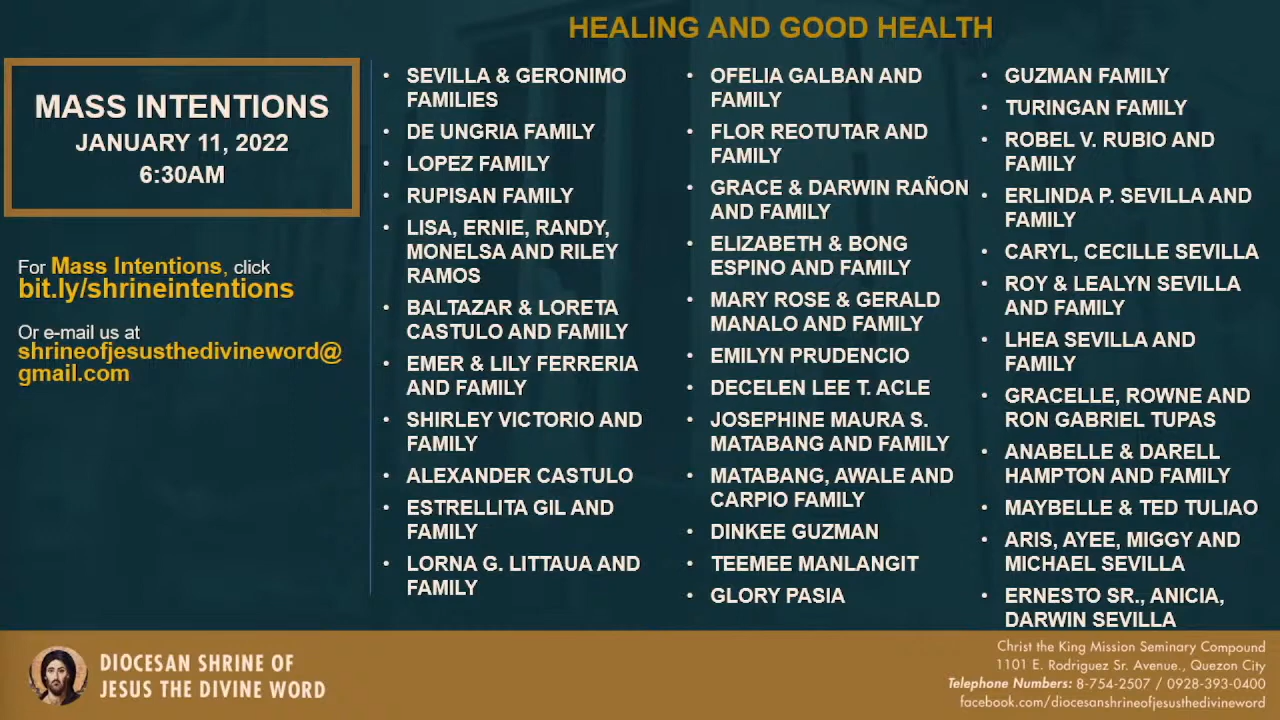 HEALING AND GOOD HEALTH
MASS INTENTIONS
JANUARY 11, 2022
6:30AM
For Mass Intentions, click
bit.ly/shrineintentions
Or e-mail us at
shrineofjesusthedivineword@
gmail.com
• SEVILLA & GERONIMO
FAMILIES
• DE UNGRIA FAMILY
• LOPEZ FAMILY
• RUPISAN FAMILY
• LISA, ERNIE, RANDY,
MONELSA AND RILEY
RAMOS
• BALTAZAR & LORETA
CASTULO AND FAMILY
• EMER & LILY FERRERIA
AND FAMILY
• SHIRLEY VICTORIO AND
FAMILY
• ALEXANDER CASTULO
• ESTRELLITA GIL AND
FAMILY
• LORNA G. LITTAUA AND
FAMILY
• OFELIA GALBAN AND
FAMILY
• FLOR REOTUTAR AND
FAMILY
• GRACE & DARWIN RAÑON
AND FAMILY
• ELIZABETH & BONG
ESPINO AND FAMILY
• MARY ROSE & GERALD
MANALO AND FAMILY
• EMILYN PRUDENCIO
• DECELEN LEE T. ACLE
• JOSEPHINE MAURA S.
MATABANG AND FAMILY
• MATABANG, AWALE AND
CARPIO FAMILY
• DINKEE GUZMAN
• TEEMEE MANLANGIT
• GLORY PASIA
• GUZMAN FAMILY
• TURINGAN FAMILY
• ROBEL V. RUBIO AND
FAMILY
• ERLINDA P. SEVILLA AND
FAMILY
• CARYL, CECILLE SEVILLA
• ROY & LEALYN SEVILLA
AND FAMILY
• LHEA SEVILLA AND
FAMILY
• GRACELLE, ROWNE AND
RON GABRIEL TUPAS
• ANABELLE & DARELL
HAMPTON AND FAMILY
• MAYBELLE & TED TULIAO
• ARIS, AYEE, MIGGY AND
MICHAEL SEVILLA
• ERNESTO SR., ANICIA,
DARWIN SEVILLA
DIOCESAN SHRINE OF
JESUS THE DIVINE WORD
Christ the King Mission Seminary Compound
1101 E. Rodriguez Sr. Avenue., Quezon City
Telephone Numbers: 8-754-2507 / 0928-393-0400
facebook.com/diocesanshrineofjesusthedivineword